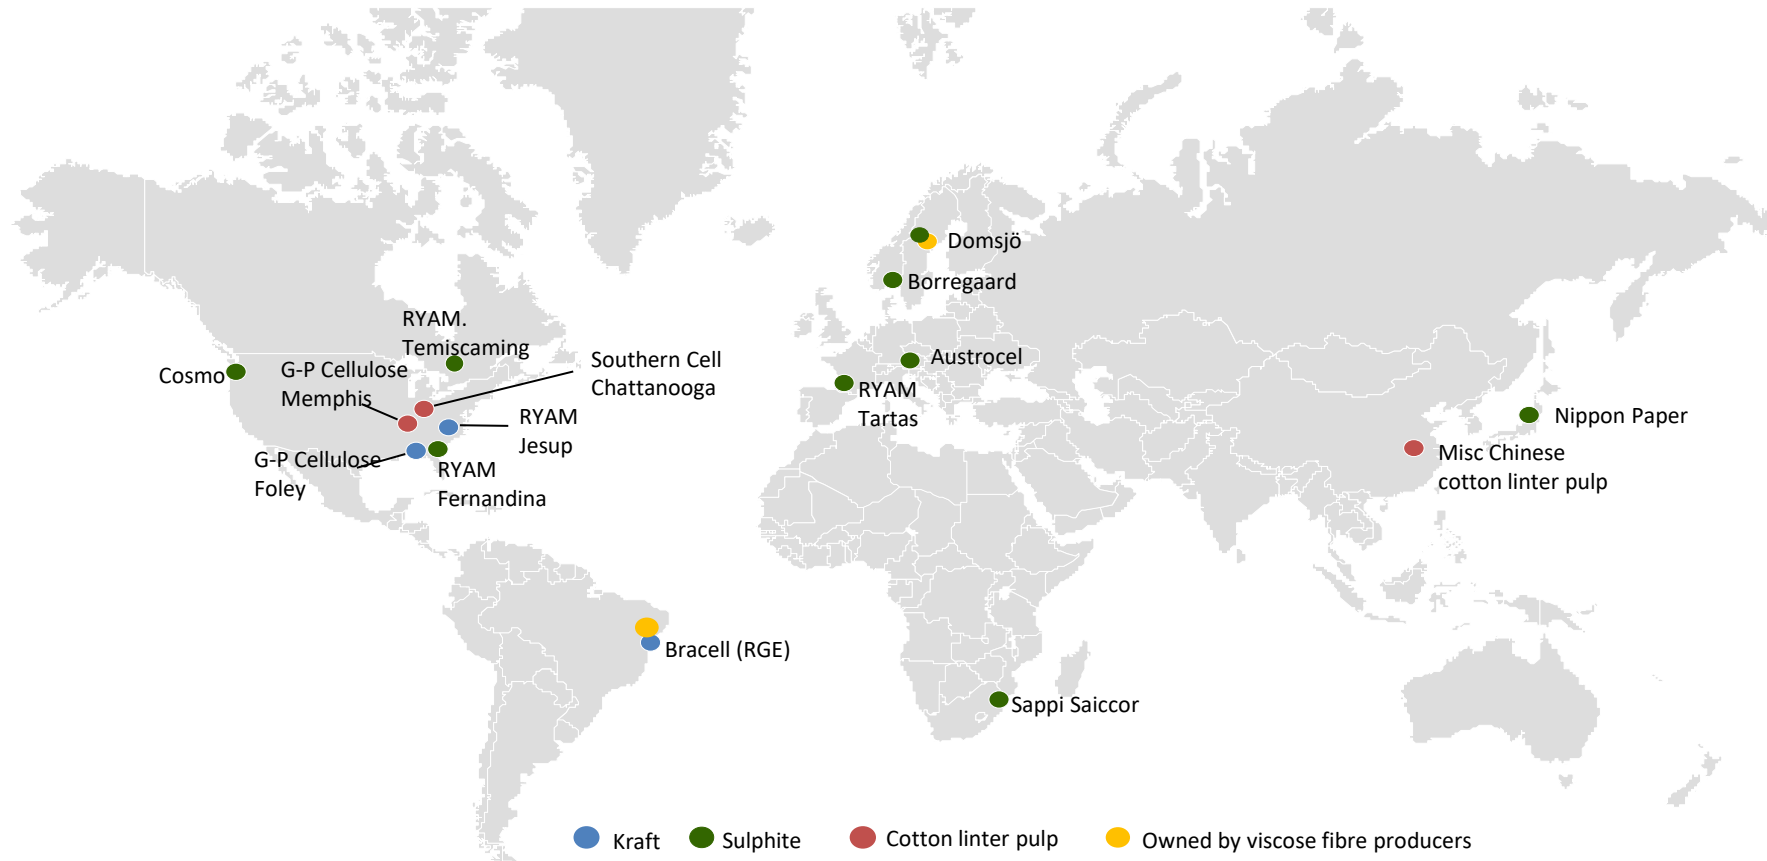 Domsjö
Borregaard
RYAM.
Temiscaming
Southern Cell
Chattanooga
Austrocel
Cosmo
G-P Cellulose
Memphis
RYAM
Tartas
RYAM
Jesup
Nippon Paper
G-P Cellulose
Foley
RYAM
Fernandina
Misc Chinese
cotton linter pulp
Bracell (RGE)
Sappi Saiccor
Kraft
Sulphite
Cotton linter pulp
Owned by viscose fibre producers